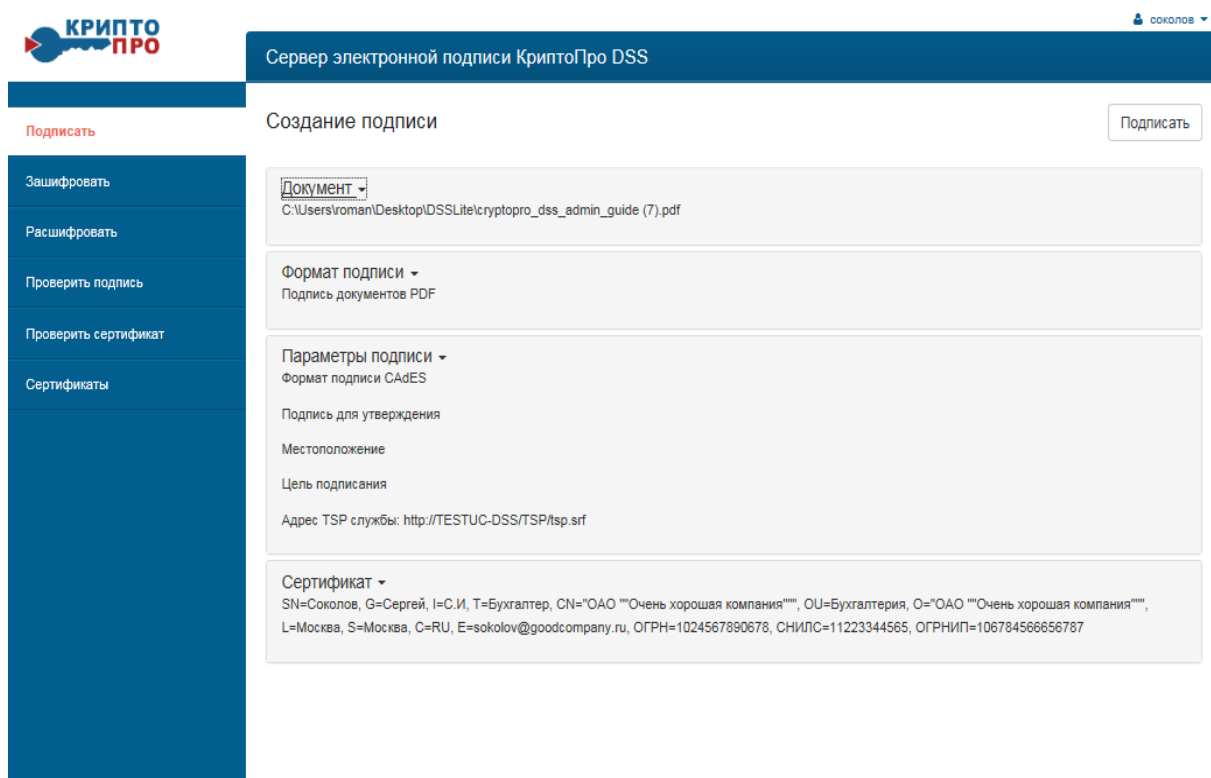 КРИПТО
ПРО
соколов
Сервер электронной подписи КриптоПро DSS
Подписать
Зашифровать
Расшифровать
Проверить подпись
Проверить сертификат
Сертификаты
Создание подписи
Подписать
Документ
C:\Users\roman\Desktop\DSSLite\cryptopro_dss_admin_guide (7).pdf
Формат подписи
Подпись документов PDF
Параметры подписи
Формат подписи CAdES
Подпись для утверждения
Местоположение
Цель подписания
Адрес TSP службы: http://TESTUC-DSS/TSP/tsp.srf
Сертификат
SN=Соколов, G=Сергей, I=С.И, T=Бухгалтер, CN="ОАО ""Очень хорошая компания""", OU=Бухгалтерия, O="ОАО ""Очень хорошая компания""",
L=Москва, S=Москва, C=RU, E=sokolov@goodcompany.ru, ОГРН=1024567890678, СНИЛС=11223344565, ОГРНИП=106784566656787